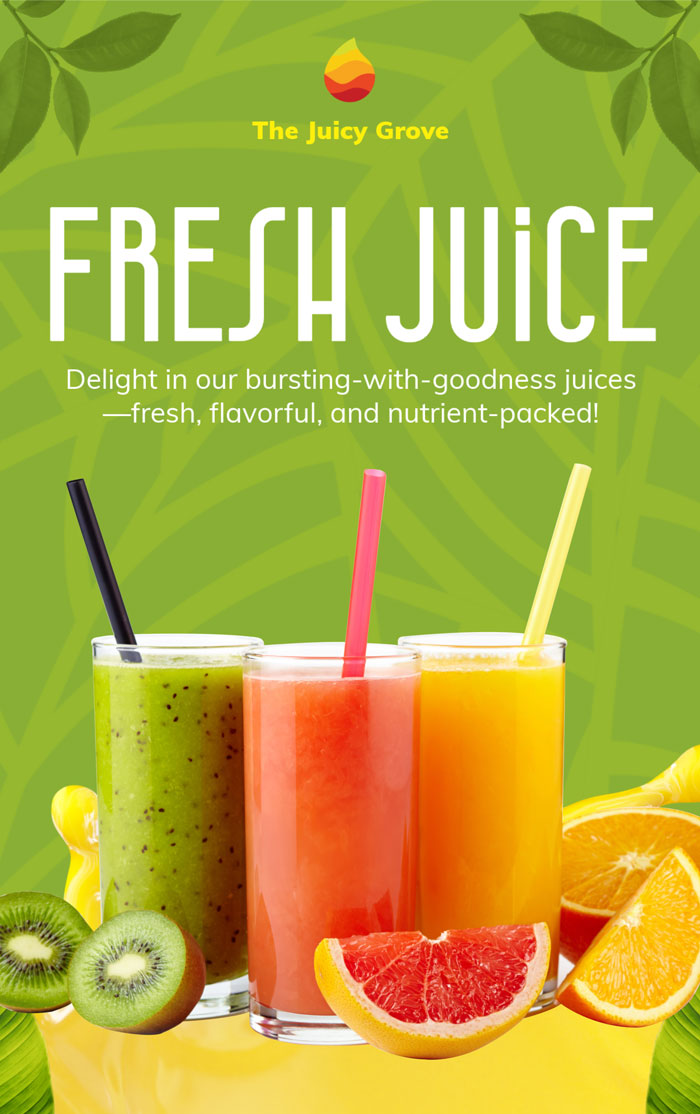 The Juicy Grove
FRESH JUiCE
Delight in our bursting-with-goodness juices
—fresh, flavorful, and nutrient-packed!